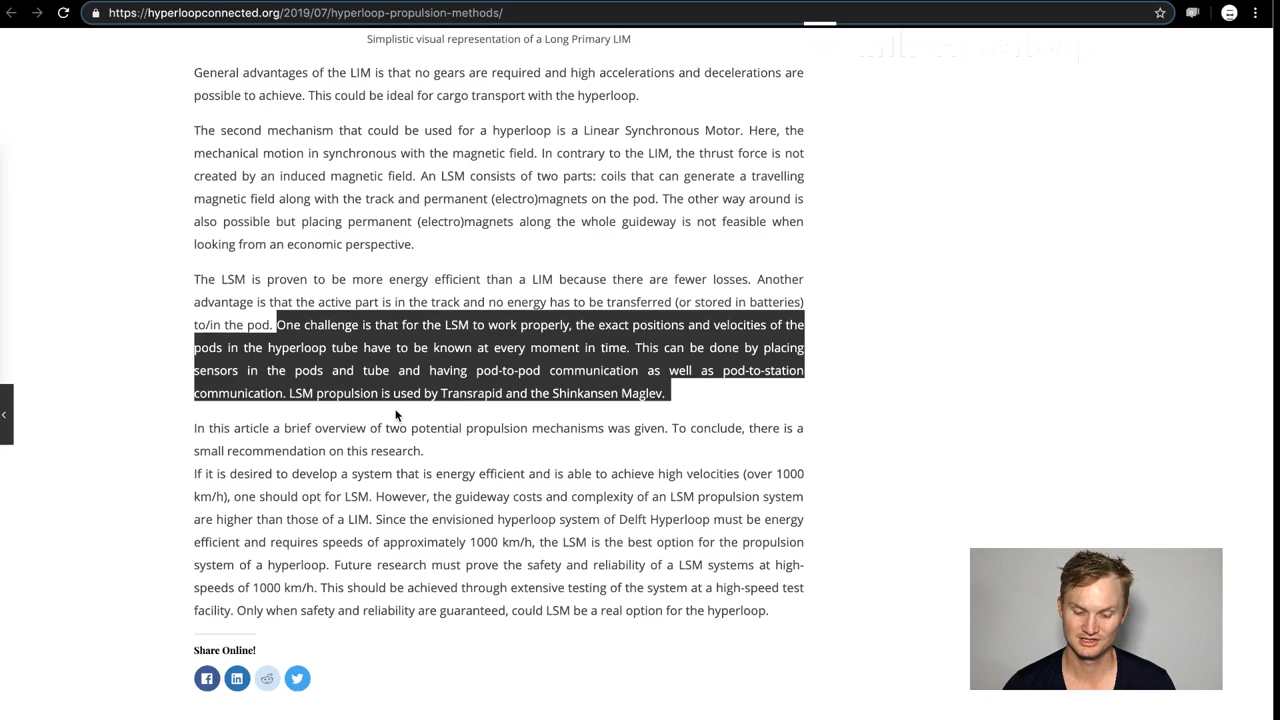 https://hyperloopconnected.org/2019/07/hyperloop-propulsion-methods/
Simplistic visual representation of a Long Primary LIM
General advantages of the LIM is that no gears are required and high accelerations and decelerations are
possible to achieve. This could be ideal for cargo transport with the hyperloop.
The second mechanism that could be used for a hyperloop is a Linear Synchronous Motor. Here, the
mechanical motion in synchronous with the magnetic field. In contrary to the LIM, the thrust force is not
created by an induced magnetic field. An LSM consists of two parts: coils that can generate a travelling
magnetic field along with the track and permanent (electro)magnets on the pod. The other way around is
also possible but placing permanent (electro)magnets along the whole guideway is not feasible when
looking from an economic perspective.
The LSM is proven to be more energy efficient than a LIM because there are fewer losses. Another
advantage is that the active part is in the track and no energy has to be transferred (or stored in batteries)
to/in the pod. One challenge is that for the LSM to work properly, the exact positions and velocities of the
pods in the hyperloop tube have to be known at every moment in time. This can be done by placing
sensors in the pods and tube and having pod-to-pod communication as well as pod-to-station
communication. LSM propulsion is used by Transrapid and the Shinkansen Maglev.
In this article a brief overview of two potential propulsion mechanisms was given. To conclude, there is a
small recommendation on this research.
If it is desired to develop a system that is energy efficient and is able to achieve high velocities (over 1000
km/h), one should opt for LSM. However, the guideway costs and complexity of an LSM propulsion system
are higher than those of a LIM. Since the envisioned hyperloop system of Delft Hyperloop must be energy
efficient and requires speeds of approximately 1000 km/h, the LSM is the best option for the propulsion
system of a hyperloop. Future research must prove the safety and reliability of a LSM systems at high-
speeds of 1000 km/h. This should be achieved through extensive testing of the system at a high-speed test
facility. Only when safety and reliability are guaranteed, could LSM be a real option for the hyperloop.
Share Online!